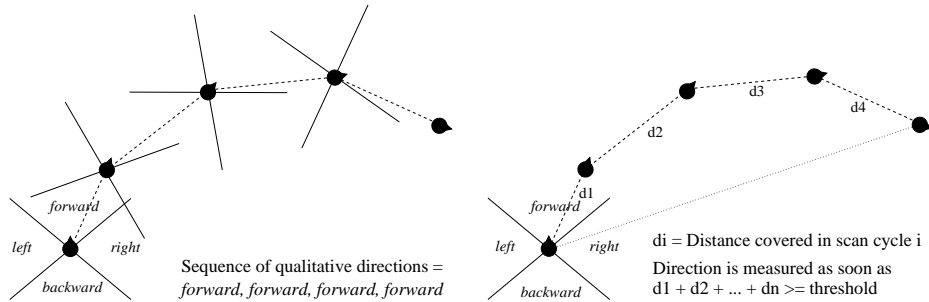 forward
left
right
backward
Sequence of qualitative directions =
forward, forward, forward, forward
d1
d2
d3
d4
forward
left
right
backward
di = Distance covered in scan cycle i
Direction is measured as soon as
d1 + d2 + ... + dn >= threshold